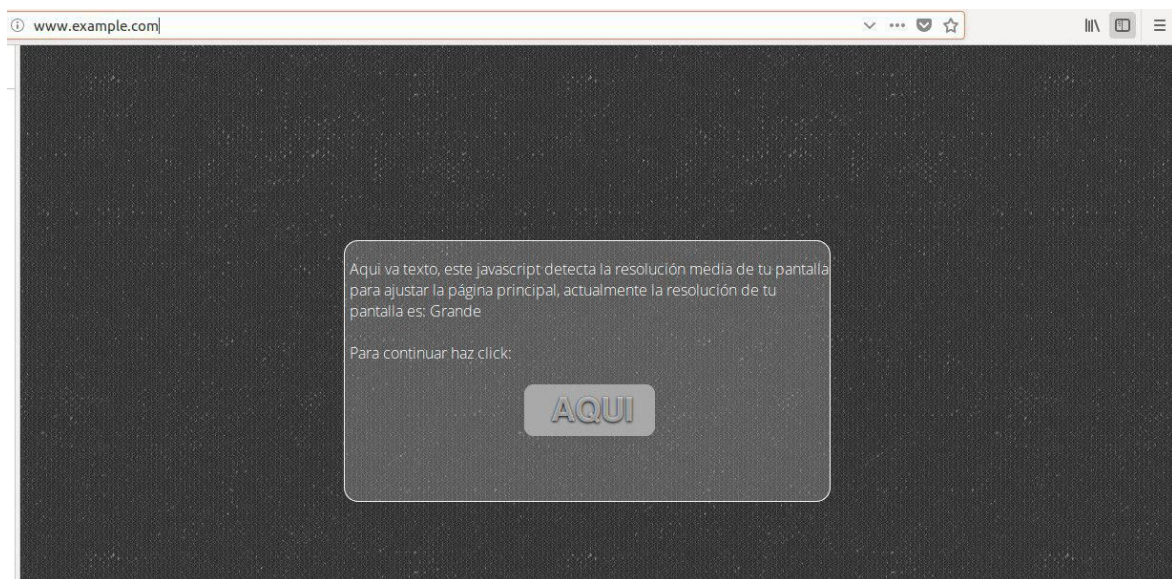 www.example.com
Aqui va texto, este javascript detecta la resolución media de tu pantalla
para ajustar la página principal, actualmente la resolución de tu
pantalla es: Grande
Para continuar haz click:
AQUI